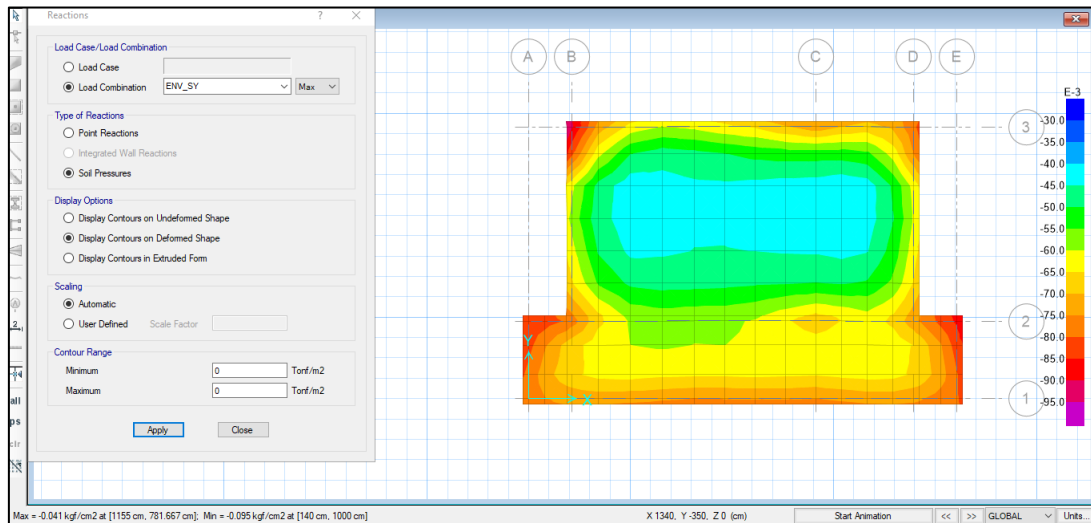 Reactions ? ×
Load Case/Load Combination
Load Case
Load Combination ENV_SY Max
Type of Reactions
Point Reactions
Integrated Wall Reactions
Soil Pressures
Display Options
Display Contours on Undeformed Shape
Display Contours on Deformed Shape
Display Contours in Extruded Form
Scaling
Automatic
User Defined Scale Factor
Contour Range
Minimum 0 Tonf/m2
Maximum 0 Tonf/m2
Apply Close
all
ps
clr
A B C D E
3
2
1
Y
X
E-3
-30.0
-35.0
-40.0
-45.0
-50.0
-55.0
-60.0
-65.0
-70.0
-75.0
-80.0
-85.0
-90.0
-95.0
Max = -0.041 kgf/cm2 at [1155 cm, 781.667 cm]; Min = -0.095 kgf/cm2 at [140 cm, 1000 cm] X 1340, Y -350, Z 0 (cm) Start Animation << >> GLOBAL Units...